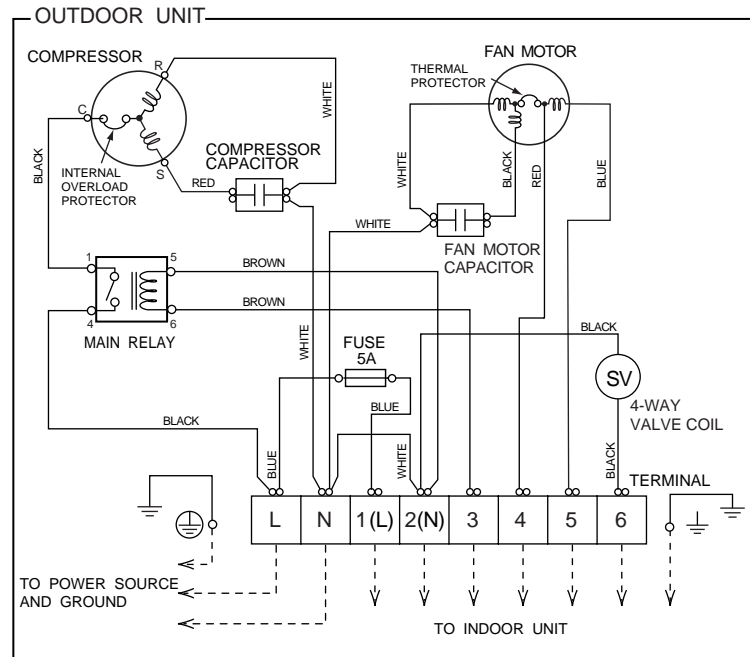 OUTDOOR UNIT
COMPRESSOR
FAN MOTOR
R
THERMAL
PROTECTOR
C
WHITE
BLACK
INTERNAL
OVERLOAD
PROTECTOR
S
RED
COMPRESSOR
CAPACITOR
WHITE
BLACK
RED
BLUE
WHITE
FAN MOTOR
CAPACITOR
1
5
BROWN
BROWN
4
6
MAIN RELAY
WHITE
FUSE
5A
BLACK
SV
4-WAY
VALVE COIL
BLUE
BLACK
BLUE
WHITE
BLACK
TERMINAL
L
N
1(L)
2(N)
3
4
5
6
TO POWER SOURCE
AND GROUND
TO INDOOR UNIT